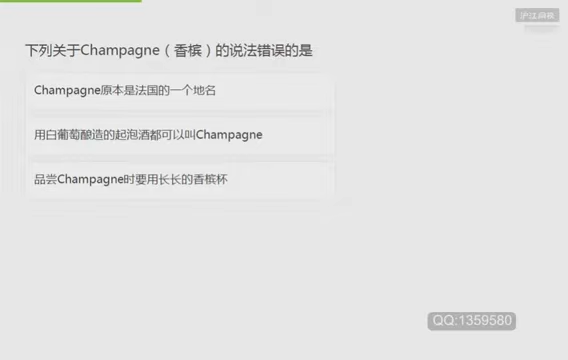 沪江网校
下列关于Champagne（香槟）的说法错误的是
Champagne原本是法国的一个地名
用白葡萄酿造的起泡酒都可以叫Champagne
品尝Champagne时要用长长的香槟杯
QQ:1359580